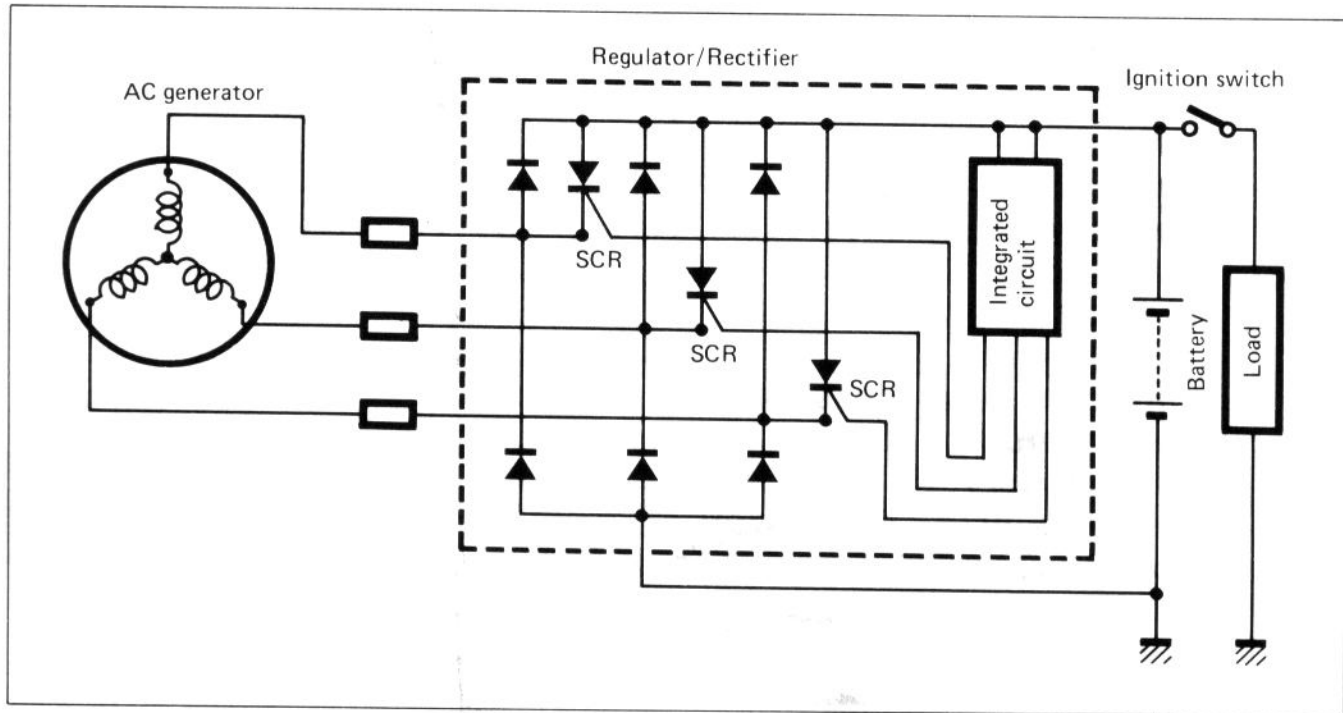 Regulator/Rectifier
AC generator
Ignition switch
SCR
SCR
SCR
Integrated
circuit
Battery
Load